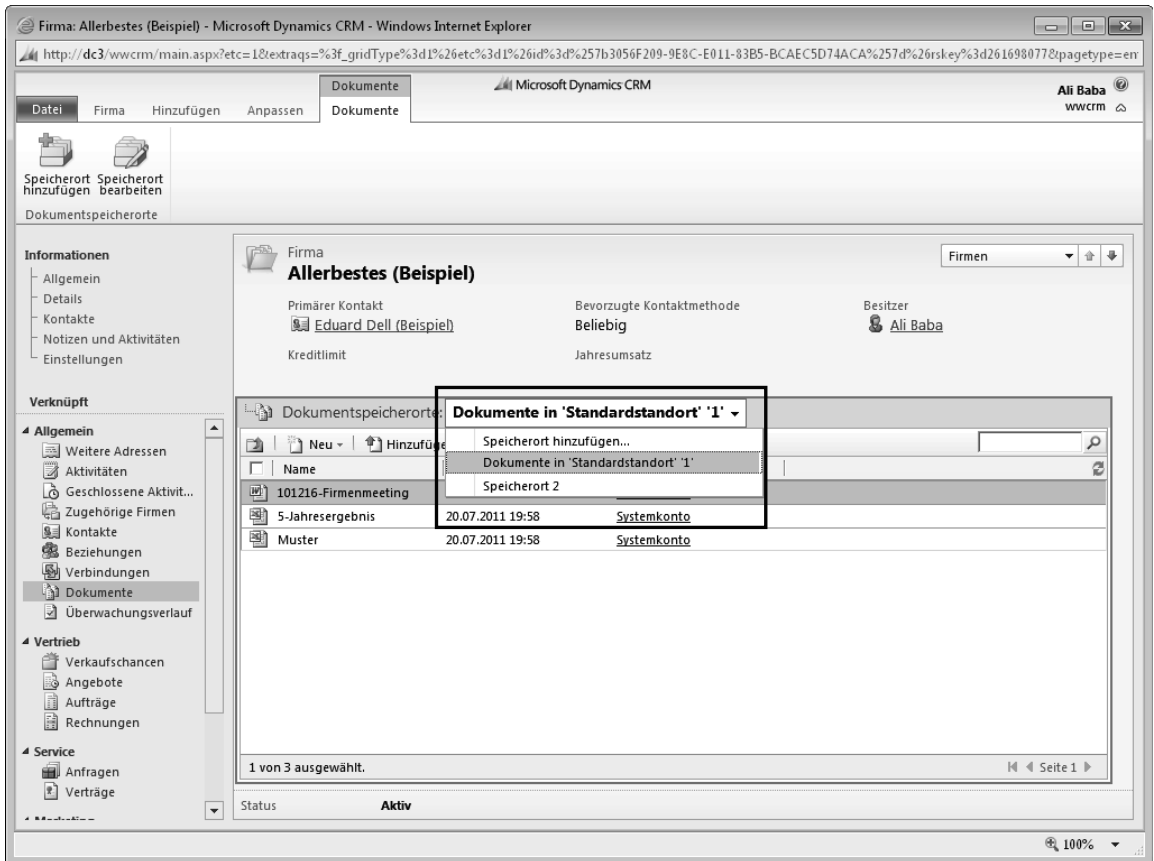 Firma: Allerbestes (Beispiel) - Microsoft Dynamics CRM - Windows Internet Explorer
http://dc3/wwcrm/main.aspx?etc=1&extraqs=%3f_gridType%3d1%26etc%3d1%26id%3d%257b3056F209-9E8C-E011-83B5-BCAEC5D74ACA%257d%26rskey%3d261698077&pagetype=en
Dokumente
Microsoft Dynamics CRM
Ali Baba
Datei Firma Hinzufügen Anpassen Dokumente
wwcrm
Speicherort hinzufügen
Speicherort bearbeiten
Dokumentspeicherorte
Informationen
Allgemein
Details
Kontakte
Notizen und Aktivitäten
Einstellungen
Verknüpft
Allgemein
Weitere Adressen
Aktivitäten
Geschlossene Aktivit...
Zugehörige Firmen
Kontakte
Beziehungen
Verbindungen
Dokumente
Überwachungsverlauf
Vertrieb
Verkaufschancen
Angebote
Aufträge
Rechnungen
Service
Anfragen
Verträge
Firma
Allerbestes (Beispiel)
Firmen
Primärer Kontakt
Eduard Dell (Beispiel)
Bevorzugte Kontaktmethode
Beliebig
Besitzer
Ali Baba
Kreditlimit
Jahresumsatz
Dokumentspeicherorte: Dokumente in 'Standardstandort' '1'
Speicherort hinzufügen...
Dokumente in 'Standardstandort' '1'
Speicherort 2
Neu Hinzufüge
Name
101216-Firmenmeeting
5-Jahresergebnis 20.07.2011 19:58 Systemkonto
Muster 20.07.2011 19:58 Systemkonto
1 von 3 ausgewählt.
Seite 1
Status Aktiv
100%